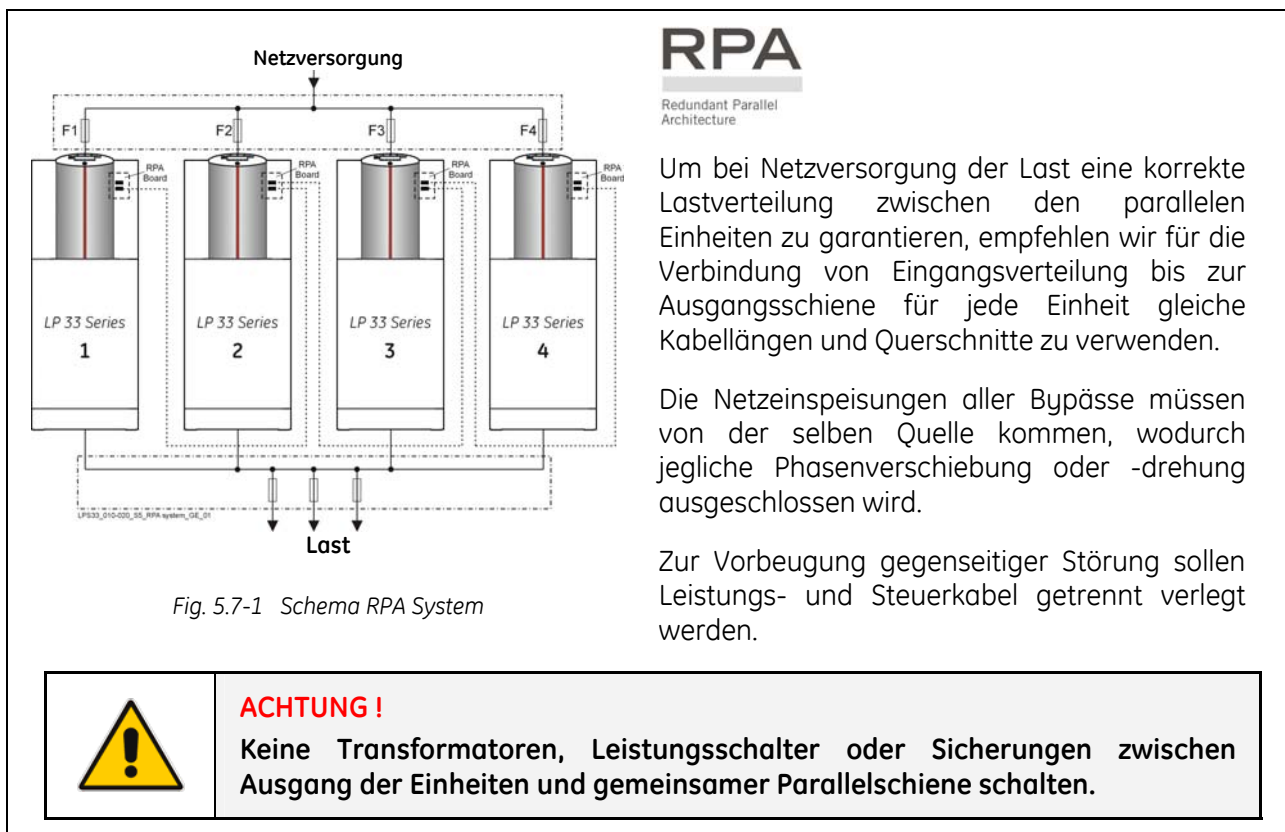 Netzversorgung
F1
F2
F3
F4
RPA
Board
RPA
Board
RPA
Board
RPA
Board
LP 33 Series
1
LP 33 Series
2
LP 33 Series
3
LP 33 Series
4
LPS33_010-020_55_RPA system_GE_01
Last
Fig. 5.7-1 Schema RPA System
RPA
Redundant Parallel
Architecture
Um bei Netzversorgung der Last eine korrekte
Lastverteilung zwischen den parallelen
Einheiten zu garantieren, empfehlen wir für die
Verbindung von Eingangsverteilung bis zur
Ausgangsschiene für jede Einheit gleiche
Kabellängen und Querschnitte zu verwenden.
Die Netzeinspeisungen aller Bypässe müssen
von der selben Quelle kommen, wodurch
jegliche Phasenverschiebung oder -drehung
ausgeschlossen wird.
Zur Vorbeugung gegenseitiger Störung sollen
Leistungs- und Steuerkabel getrennt verlegt
werden.
ACHTUNG !
Keine Transformatoren, Leistungsschalter oder Sicherungen zwischen
Ausgang der Einheiten und gemeinsamer Parallelschiene schalten.